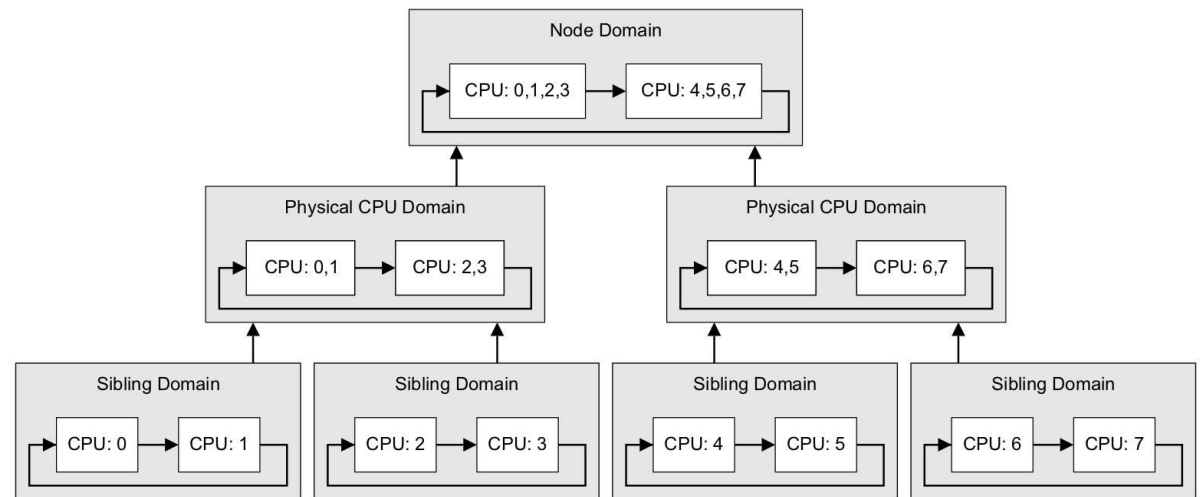 Node Domain
CPU: 0,1,2,3
CPU: 4,5,6,7
Physical CPU Domain
CPU: 0,1
CPU: 2,3
Physical CPU Domain
CPU: 4,5
CPU: 6,7
Sibling Domain
CPU: 0
CPU: 1
Sibling Domain
CPU: 2
CPU: 3
Sibling Domain
CPU: 4
CPU: 5
Sibling Domain
CPU: 6
CPU: 7